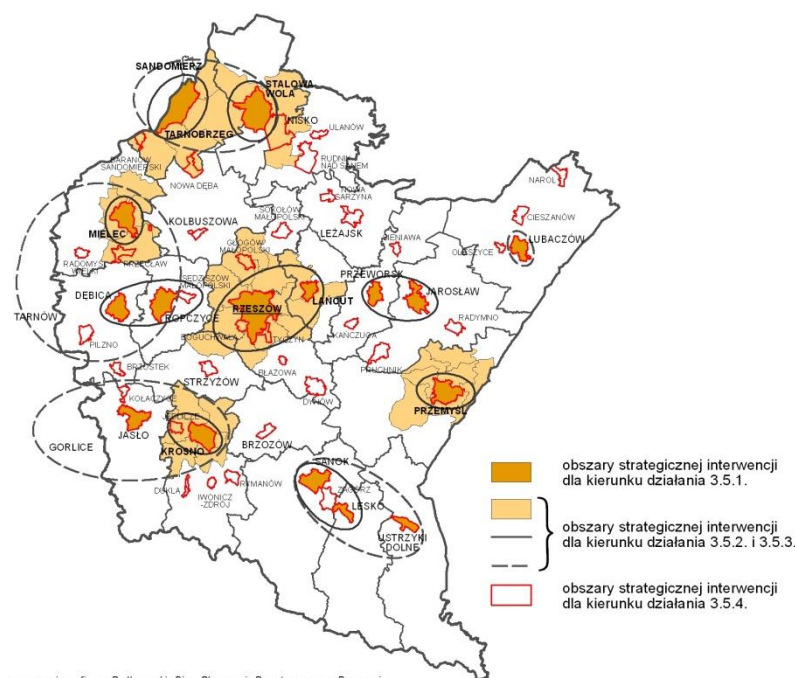 SANDOMIERZ
STALOWA
WOLA
TARNOBRZEG
NISKO
ULANÓW
RUDNIK
NAD SANEM
BARANÓW
SANDOMIERSKI
NOWA DĘBA
NAROL
NOWA
SARZYNA
CIESZANÓW
SOKOŁÓW
MAŁOPOLSKI
LEŻAJSK
KOLBUSZOWA
MIELEC
SIENIAWA
OLESZYCE
LUBACZÓW
GŁOGÓW
MAŁOPOLSKI
RADOMYŚL
WIELKI
PRZECŁAW
SĘDZISZÓW
MAŁOPOLSKI
PRZEWORSK
JAROSŁAW
DĘBICA
ŁAŃCUT
RZESZÓW
TARNÓW
ROPCZYCE
RADYMNO
KAŃCZUGA
PILZNO
BOGUCHWAŁA
TYCZYN
PRUCHNIK
BRZOSTEK
STRZYŻÓW
BŁAŻOWA
DYNÓW
KOŁACZYCE
PRZEMYŚL
JEDLICZE
JASŁO
GORLICE
KROSNO
BRZOZÓW
SANOK
ZAGÓRZ
DUKLA
IWONICZ-
ZDRÓJ
RYMANÓW
LESKO
USTRZYKI
DOLNE
obszary strategicznej interwencji
dla kierunku działania 3.5.1.
obszary strategicznej interwencji
dla kierunku działania 3.5.2. i 3.5.3.
obszary strategicznej interwencji
dla kierunku działania 3.5.4.